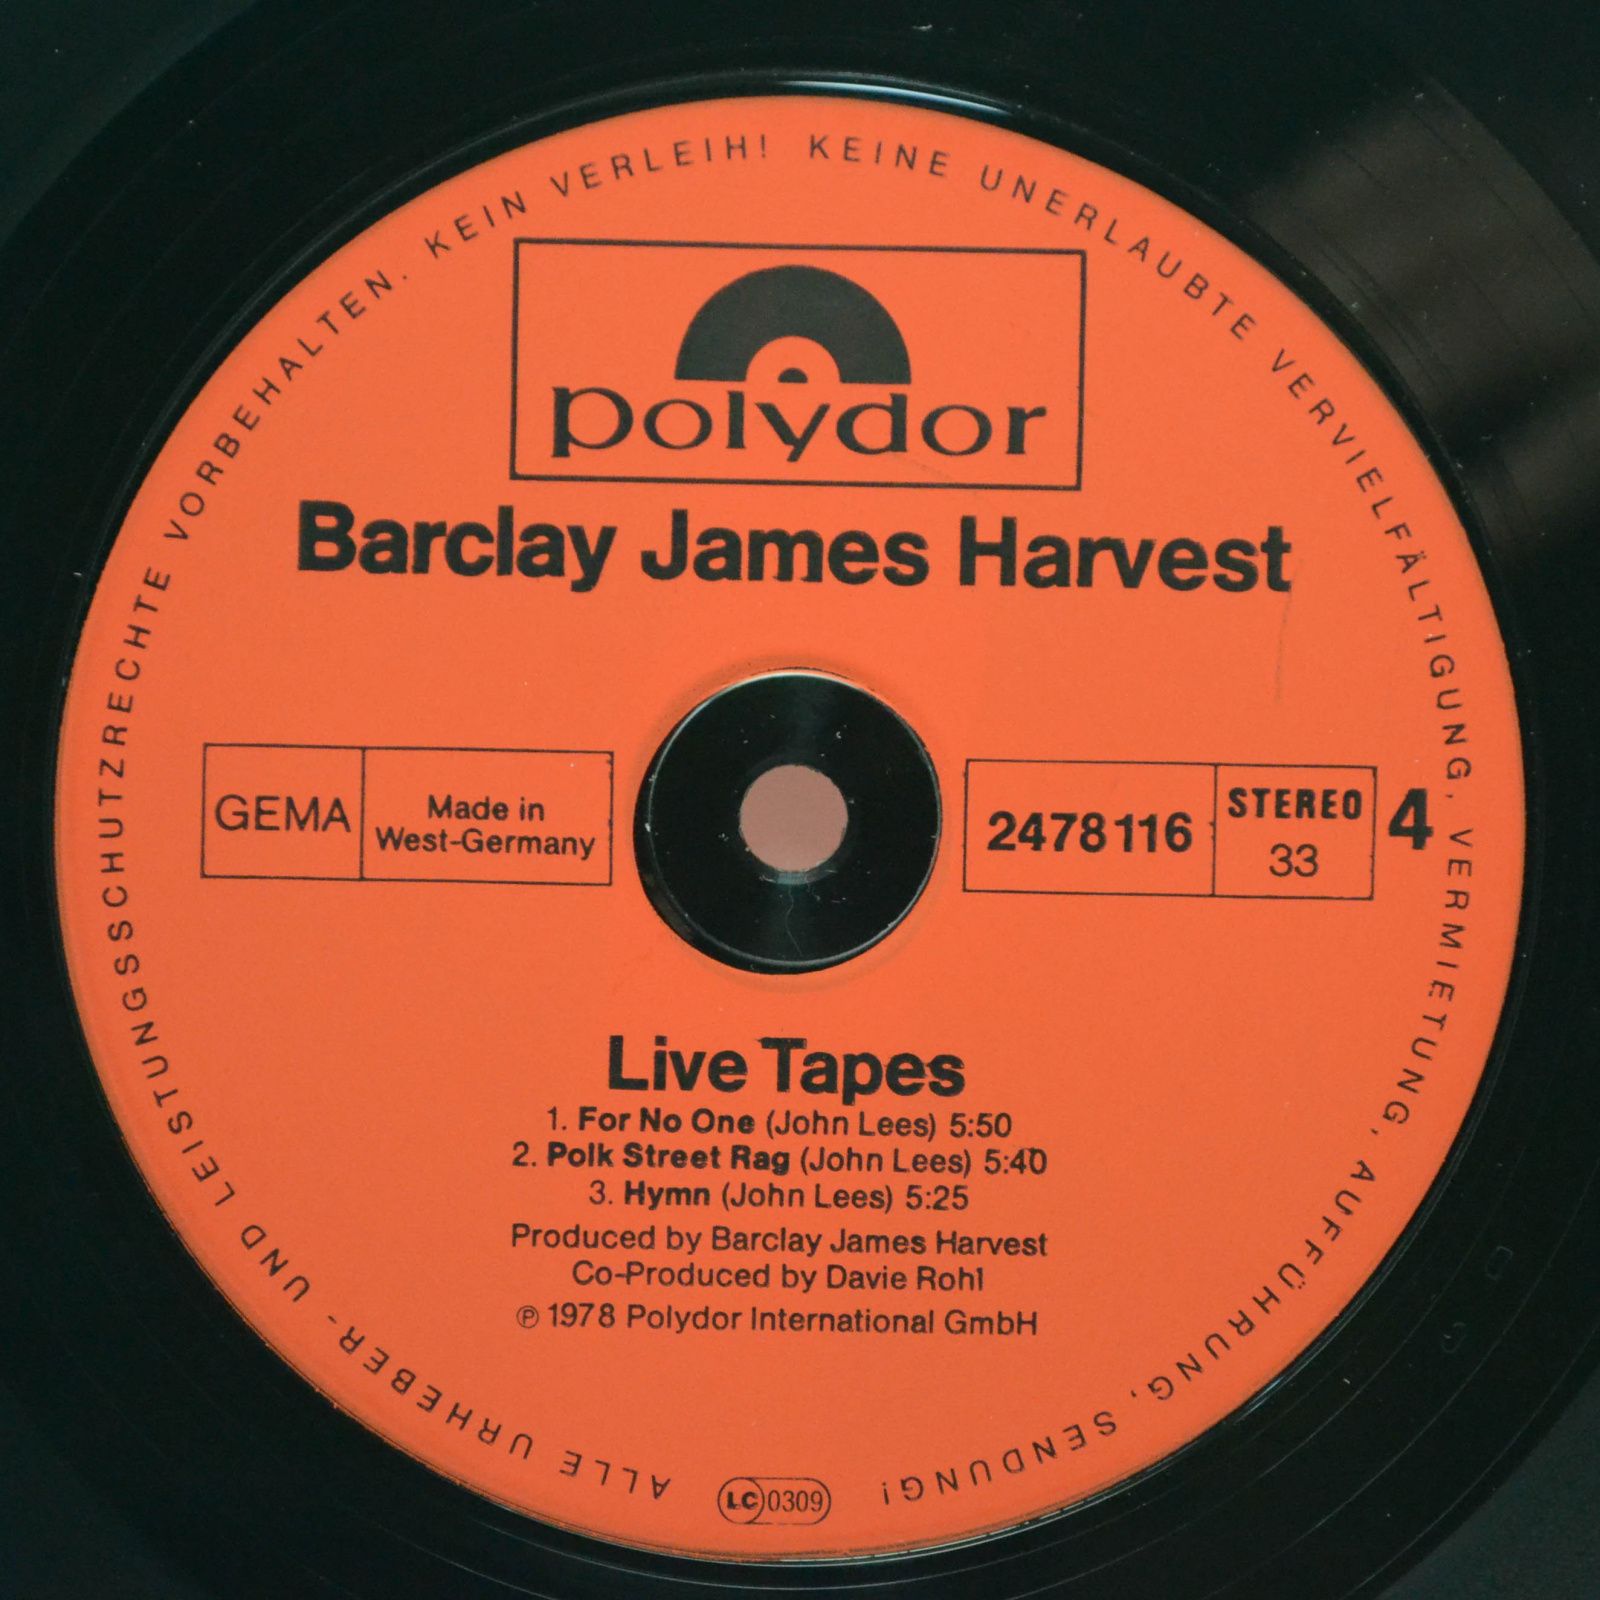 ALLE URHEBER- UND LEISTUNGSSCHUTZRECHTE VORBEHALTEN. KEIN VERLEIH! KEINE UNERLAUBTE VERVIELFÄLTIGUNG, VERMIETUNG, AUFFÜHRUNG, SENDUNG!
polydor
Barclay James Harvest
GEMA
Made in
West-Germany
2478116
STEREO
33
4
Live Tapes
1. For No One (John Lees) 5:50
2. Polk Street Rag (John Lees) 5:40
3. Hymn (John Lees) 5:25
Produced by Barclay James Harvest
Co-Produced by Davie Rohl
℗ 1978 Polydor International GmbH
LC 0309